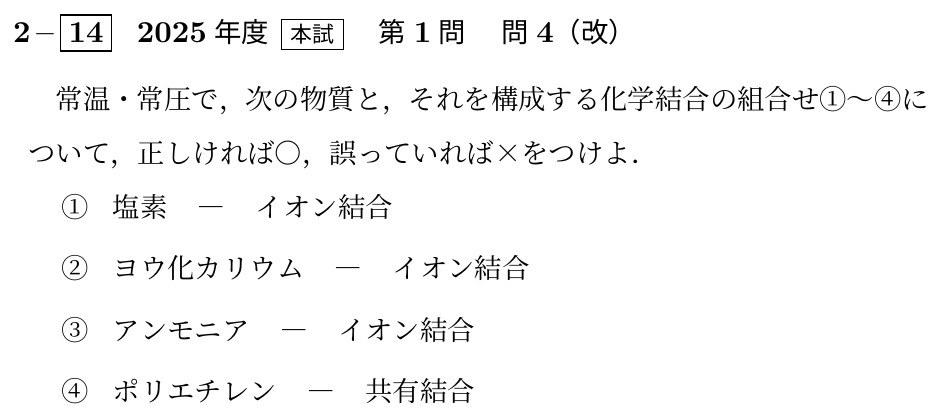 2－14 2025 年度 本試 第 1 問 問 4（改）
常温・常圧で，次の物質と，それを構成する化学結合の組合せ①～④に
ついて，正しければ○，誤っていれば×をつけよ．
① 塩素 ― イオン結合
② ヨウ化カリウム ― イオン結合
③ アンモニア ― イオン結合
④ ポリエチレン ― 共有結合